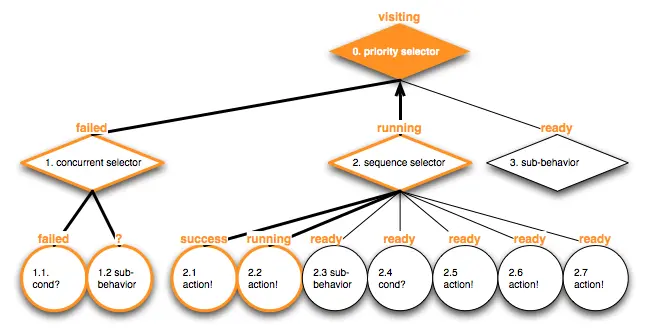 visiting
0. priority selector
failed
running
ready
1. concurrent selector
2. sequence selector
3. sub-behavior
failed
?
success
running
ready
ready
ready
ready
ready
1.1.
cond?
1.2 sub-
behavior
2.1
action!
2.2
action!
2.3 sub-
behavior
2.4
cond?
2.5
action!
2.6
action!
2.7
action!